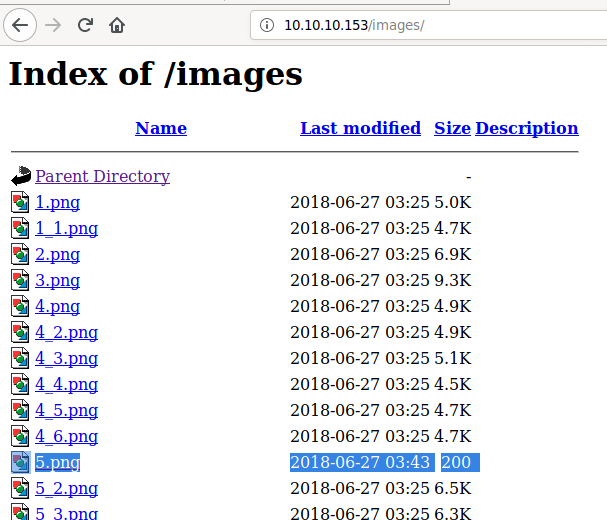 10.10.10.153/images/
Index of /images
Name Last modified Size Description
Parent Directory -
1.png 2018-06-27 03:25 5.0K
1_1.png 2018-06-27 03:25 4.7K
2.png 2018-06-27 03:25 6.9K
3.png 2018-06-27 03:25 9.3K
4.png 2018-06-27 03:25 4.9K
4_2.png 2018-06-27 03:25 4.9K
4_3.png 2018-06-27 03:25 5.1K
4_4.png 2018-06-27 03:25 4.5K
4_5.png 2018-06-27 03:25 4.7K
4_6.png 2018-06-27 03:25 4.7K
5.png 2018-06-27 03:43 200
5_2.png 2018-06-27 03:25 6.5K
5_3.png 2018-06-27 03:25 6.3K